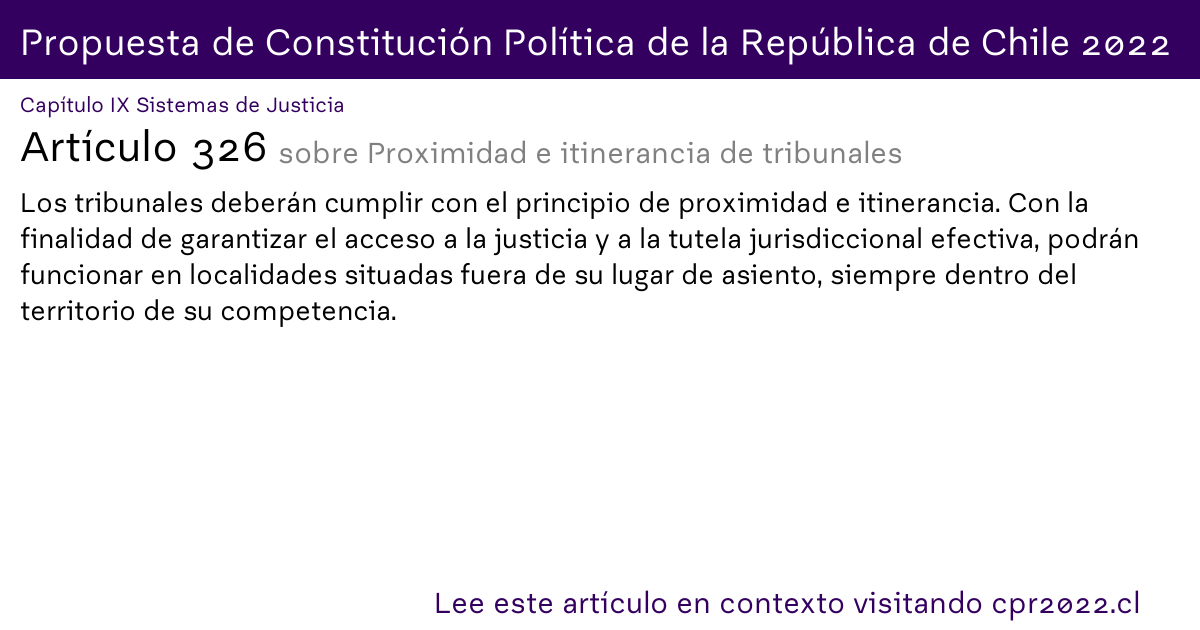 Propuesta de Constitución Política de la República de Chile 2022
Capítulo IX Sistemas de Justicia
Artículo 326 sobre Proximidad e itinerancia de tribunales
Los tribunales deberán cumplir con el principio de proximidad e itinerancia. Con la
finalidad de garantizar el acceso a la justicia y a la tutela jurisdiccional efectiva, podrán
funcionar en localidades situadas fuera de su lugar de asiento, siempre dentro del
territorio de su competencia.
Lee este artículo en contexto visitando cpr2022.cl